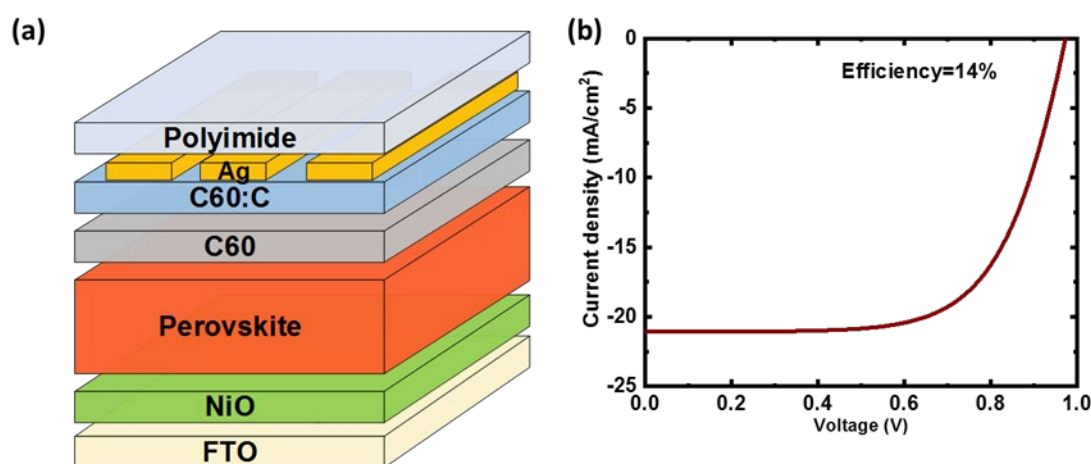 (a)
Polyimide
Ag
C60:C
C60
Perovskite
NiO
FTO
(b)
Efficiency=14%
Current density (mA/cm²)
0
-5
-10
-15
-20
-25
0.0 0.2 0.4 0.6 0.8 1.0
Voltage (V)